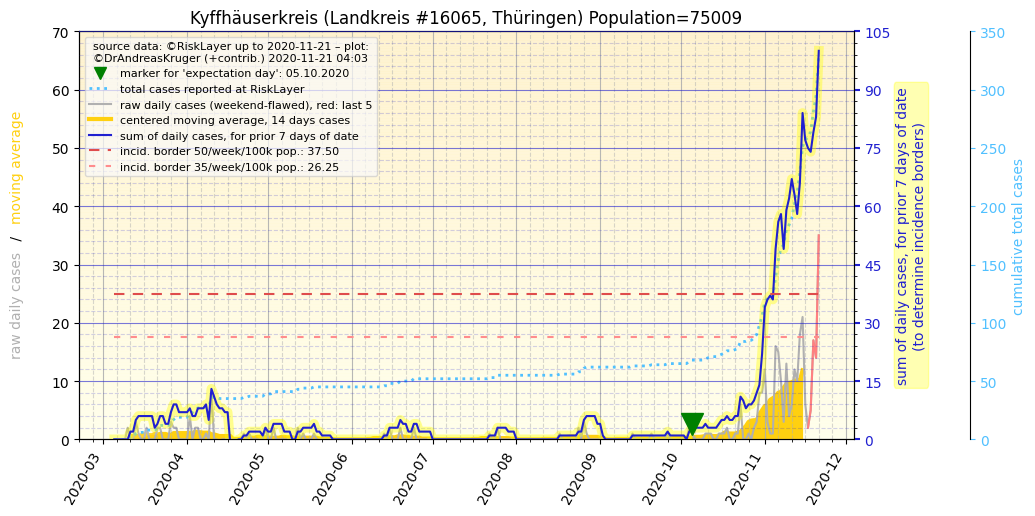 Kyffhäuserkreis (Landkreis #16065, Thüringen) Population=75009
source data: ©RiskLayer up to 2020-11-21 – plot:
©DrAndreasKruger (+contrib.) 2020-11-21 04:03
marker for 'expectation day': 05.10.2020
total cases reported at RiskLayer
raw daily cases (weekend-flawed), red: last 5
centered moving average, 14 days cases
sum of daily cases, for prior 7 days of date
incid. border 50/week/100k pop.: 37.50
incid. border 35/week/100k pop.: 26.25
raw daily cases / moving average
70
60
50
40
30
20
10
0
2020-03
2020-04
2020-05
2020-06
2020-07
2020-08
2020-09
2020-10
2020-11
2020-12
105
90
75
60
45
30
15
0
sum of daily cases, for prior 7 days of date
(to determine incidence borders)
350
300
250
200
150
100
50
0
cumulative total cases